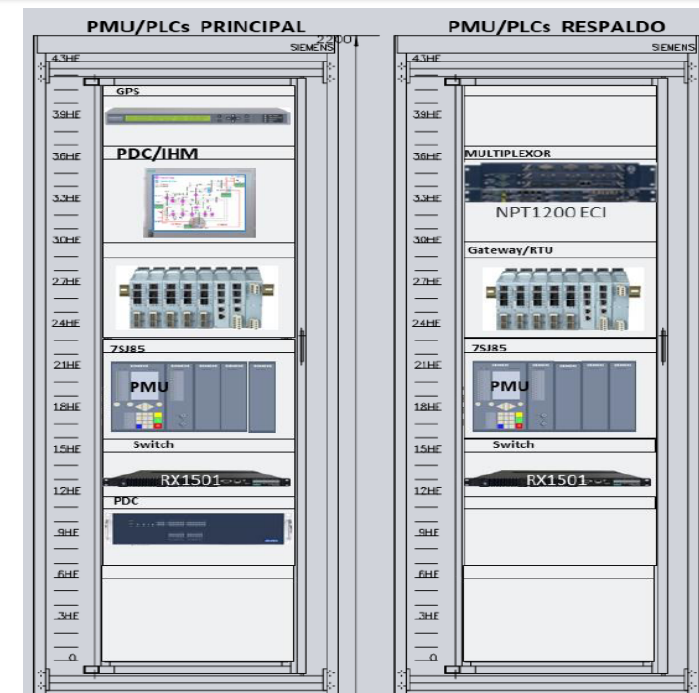 PMU/PLCs PRINCIPAL
2200
SIEMENS
43HE
GPS
39HE
36HE
PDC/IHM
33HE
30HE
27HE
24HE
7SJ85
21HE
PMU
18HE
15HE
Switch
RX1501
12HE
PDC
9HE
6HE
3HE
0
PMU/PLCs RESPALDO
SIEMENS
43HE
39HE
36HE
MULTIPLEXOR
33HE
NPT1200 ECI
30HE
Gateway/RTU
27HE
24HE
7SJ85
21HE
PMU
18HE
15HE
Switch
RX1501
12HE
9HE
6HE
3HE
0